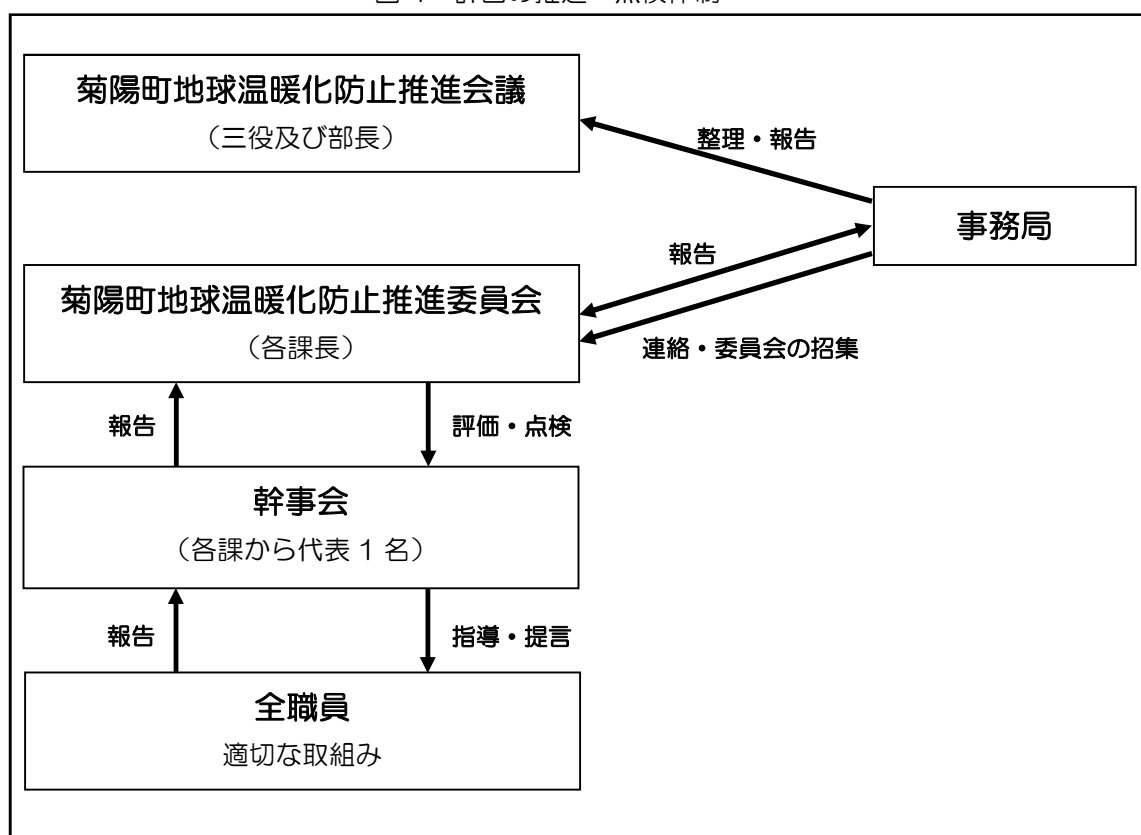 菊陽町地球温暖化防止推進会議
（三役及び部長）
整理・報告
事務局
報告
菊陽町地球温暖化防止推進委員会
（各課長）
連絡・委員会の招集
報告
評価・点検
幹事会
（各課から代表 1 名）
報告
指導・提言
全職員
適切な取組み